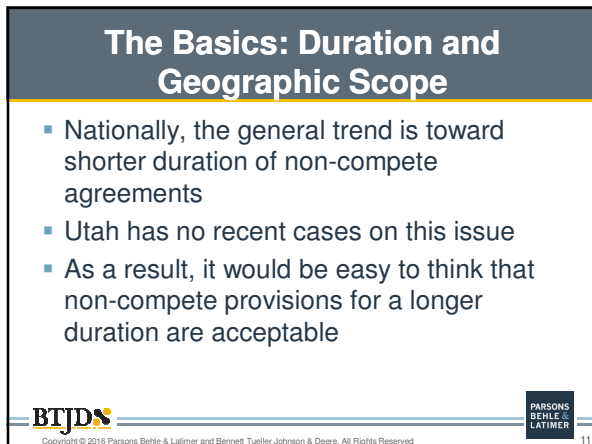 The Basics: Duration and
Geographic Scope
▪ Nationally, the general trend is toward
shorter duration of non-compete
agreements
▪ Utah has no recent cases on this issue
▪ As a result, it would be easy to think that
non-compete provisions for a longer
duration are acceptable
BTJD
PARSONS
BEHLE &
LATIMER
Copyright © 2016 Parsons Behle & Latimer and Bennett Tueller Johnson & Deere. All Rights Reserved
11